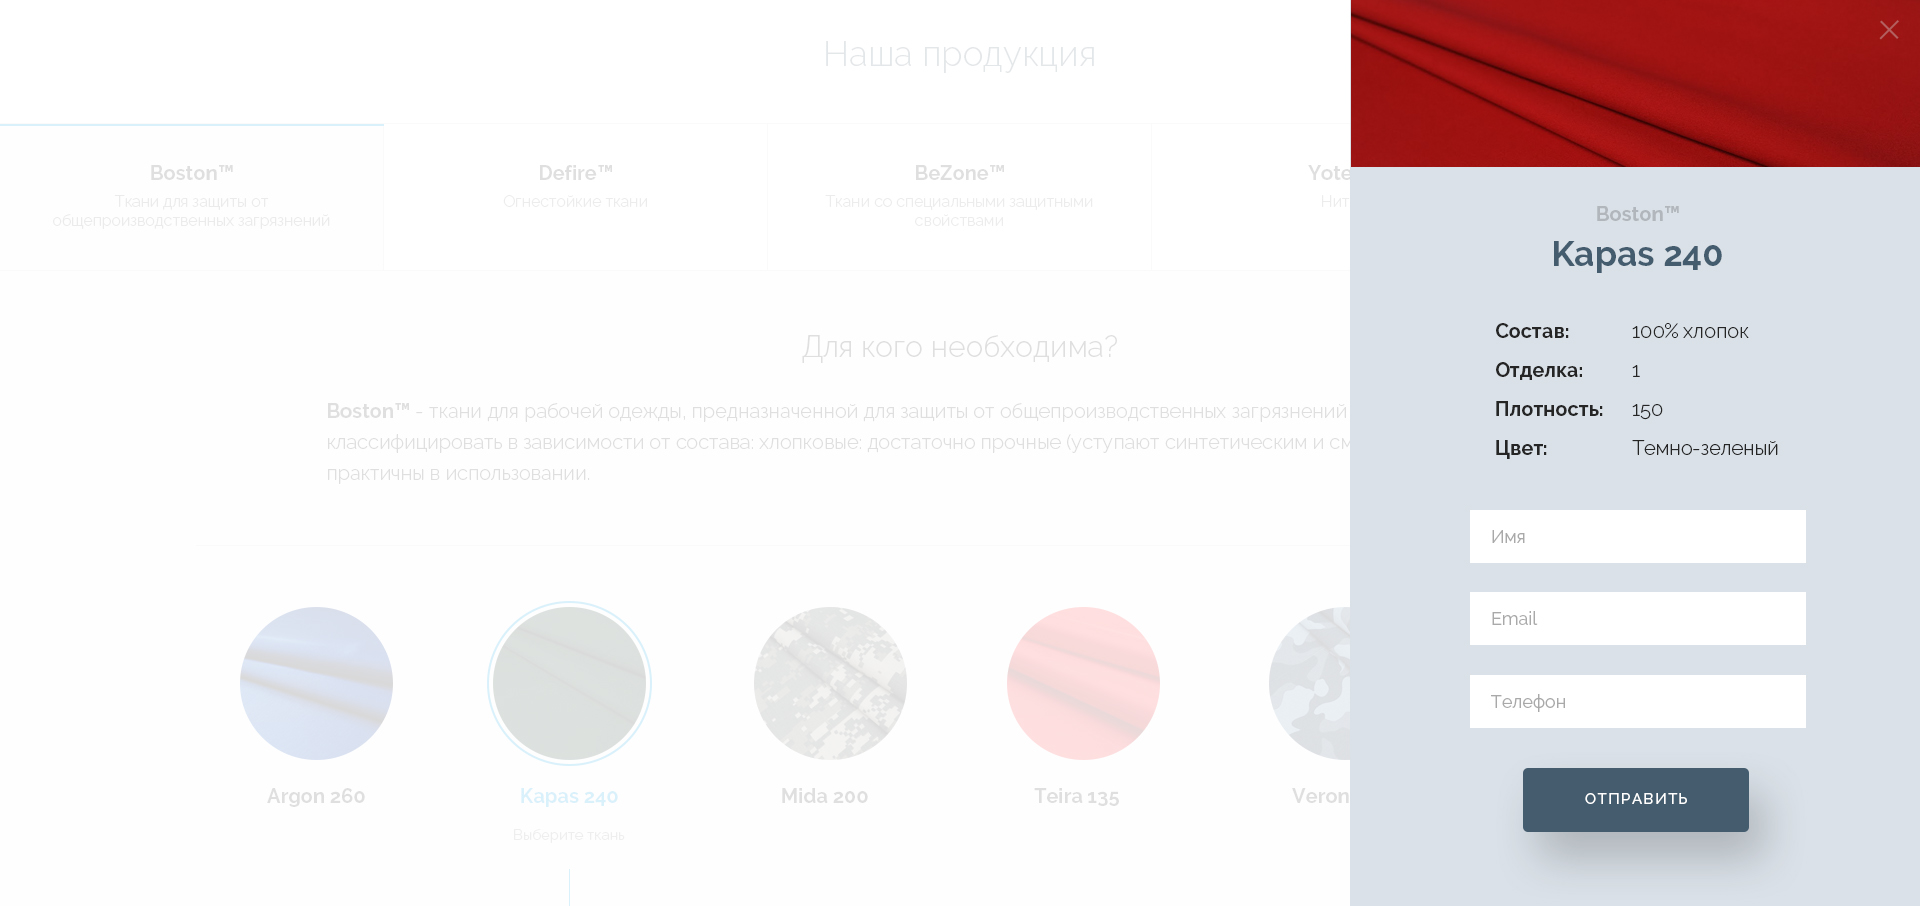 Наша продукция
Boston™
Ткани для защиты от
общепроизводственных загрязнений
Defire™
Огнестойкие ткани
BeZone™
Ткани со специальными защитными
свойствами
Yote
Нит
Для кого необходима?
Boston™ - ткани для рабочей одежды, предназначенной для защиты от общепроизводственных загрязнений
классифицировать в зависимости от состава: хлопковые: достаточно прочные (уступают синтетическим и см
практичны в использовании.
Argon 260
Kapas 240
Mida 200
Teira 135
Veron
Выберите ткань
Boston™
Kapas 240
Состав: 100% хлопок
Отделка: 1
Плотность: 150
Цвет: Темно-зеленый
Имя
Email
Телефон
ОТПРАВИТЬ